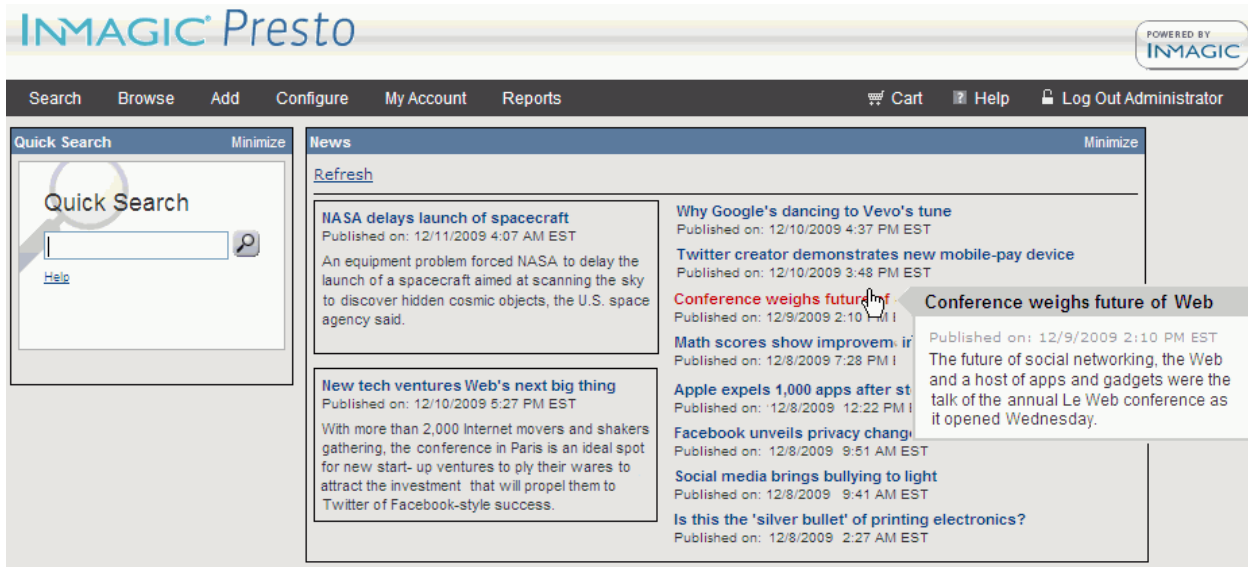 INMAGIC® Presto
POWERED BY
INMAGIC
Search Browse Add Configure My Account Reports Cart ? Help Log Out Administrator
Quick Search Minimize
Quick Search
Help
News Minimize
Refresh
NASA delays launch of spacecraft
Published on: 12/11/2009 4:07 AM EST
An equipment problem forced NASA to delay the
launch of a spacecraft aimed at scanning the sky
to discover hidden cosmic objects, the U.S. space
agency said.
New tech ventures Web's next big thing
Published on: 12/10/2009 5:27 PM EST
With more than 2,000 Internet movers and shakers
gathering, the conference in Paris is an ideal spot
for new start- up ventures to ply their wares to
attract the investment that will propel them to
Twitter of Facebook-style success.
Why Google's dancing to Vevo's tune
Published on: 12/10/2009 4:37 PM EST
Twitter creator demonstrates new mobile-pay device
Published on: 12/10/2009 3:48 PM EST
Conference weighs future of
Published on: 12/9/2009 2:10 PM
Math scores show
Published on: 12/8/2009 7:28 PM
Apple expels 1,000 apps after
Published on: 12/8/2009 12:22 PM
Facebook unveils privacy
Published on: 12/8/2009 9:51 AM EST
Social media brings bullying to light
Published on: 12/8/2009 9:41 AM EST
Is this the 'silver bullet' of printing electronics?
Published on: 12/8/2009 2:27 AM EST
Conference weighs future of Web
Published on: 12/9/2009 2:10 PM EST
The future of social networking, the Web
and a host of apps and gadgets were the
talk of the annual Le Web conference as
it opened Wednesday.